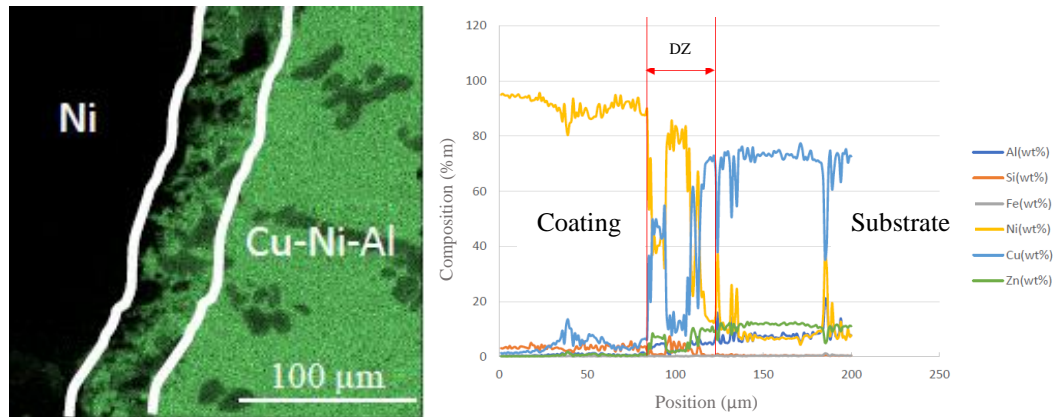 Ni
Cu-Ni-Al
100 µm
120
100
80
60
40
20
0
Composition (%m)
DZ
Coating
Substrate
0
50
100
150
200
250
Position (µm)
Al(wt%)
Si(wt%)
Fe(wt%)
Ni(wt%)
Cu(wt%)
Zn(wt%)